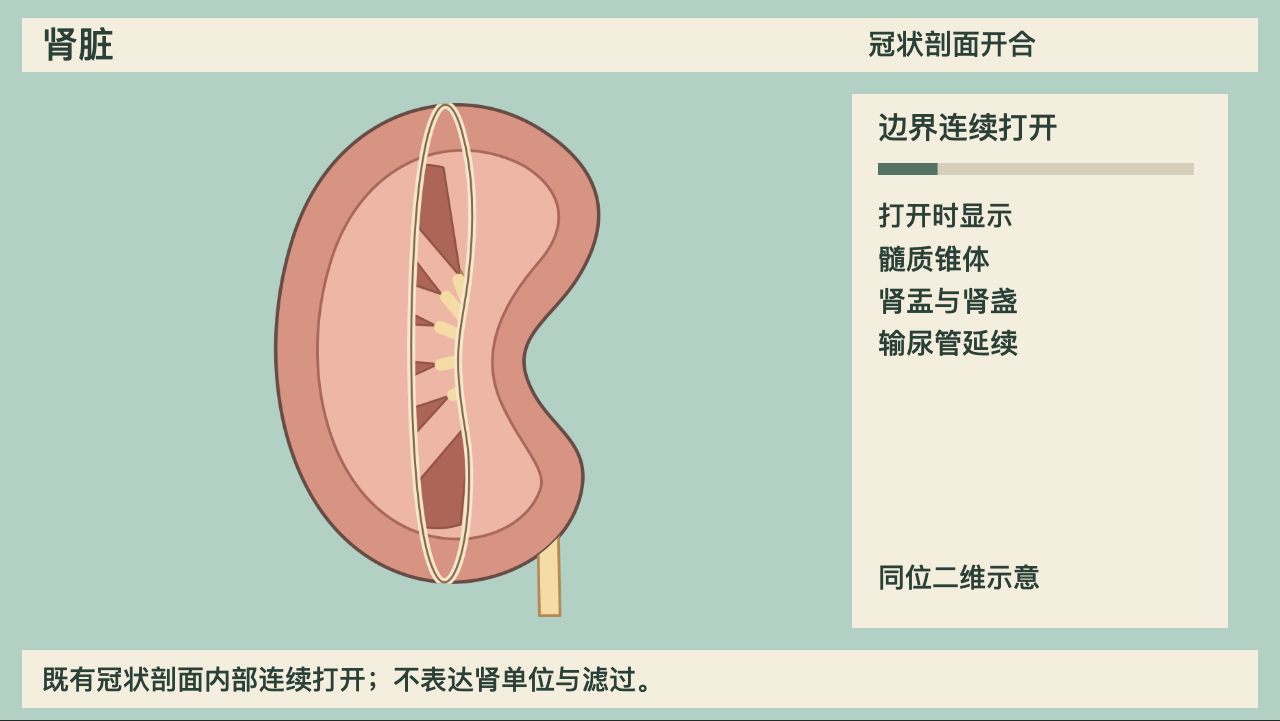 肾脏
冠状剖面开合
边界连续打开
打开时显示
髓质锥体
肾盂与肾盏
输尿管延续
同位二维示意
既有冠状剖面内部连续打开；不表达肾单位与滤过。